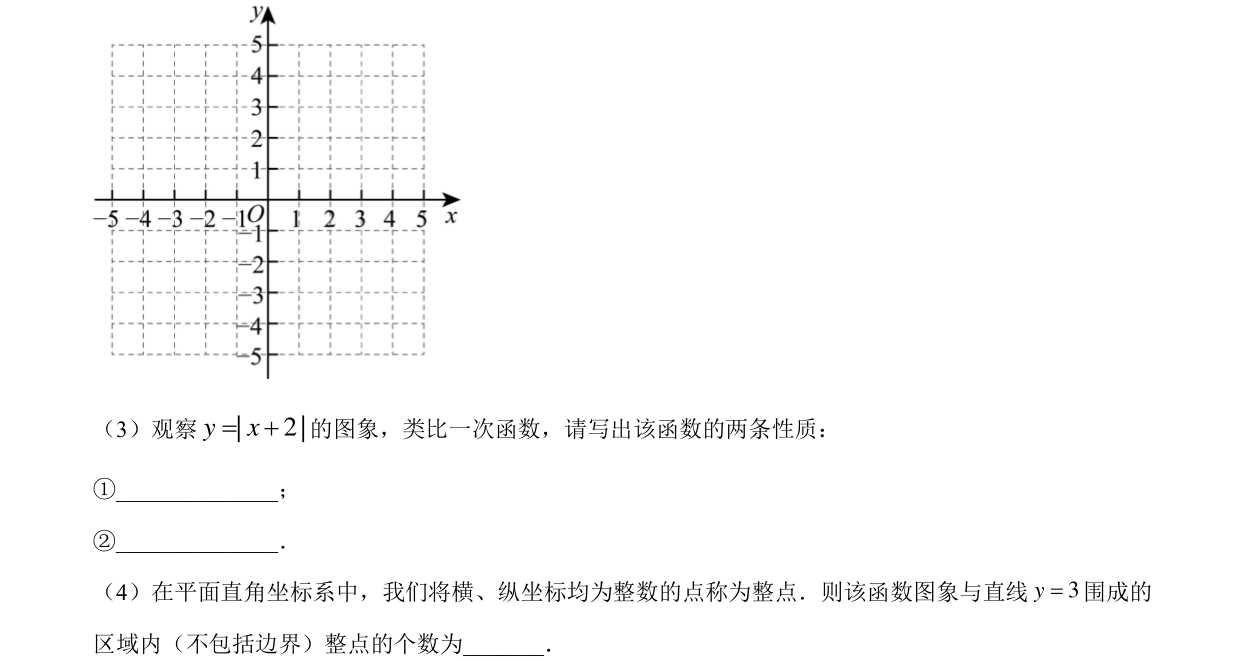 y
5
4
3
2
1
−5 −4 −3 −2 −1 O 1 2 3 4 5 x
−1
−2
−3
−4
−5
（3）观察 y=|x+2| 的图象，类比一次函数，请写出该函数的两条性质：
①______________；
②______________．
（4）在平面直角坐标系中，我们将横、纵坐标均为整数的点称为整点．则该函数图象与直线 y=3 围成的
区域内（不包括边界）整点的个数为_______．